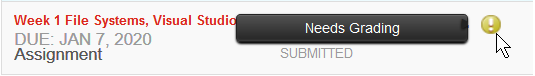 Week 1 File Systems, Visual Studio
Needs Grading
DUE: JAN 7, 2020
Assignment
SUBMITTED